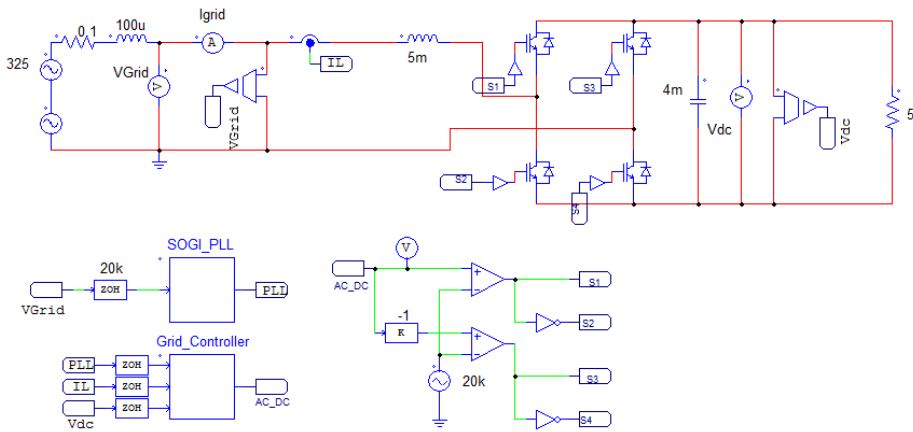 Igrid
0.1 100u
A
325
VGrid
V
VGrid
IL
5m
S1
S3
S2
S4
4m
V
Vdc
Vdc
5
SOGI_PLL
20k
ZOH
VGrid
PLL
Grid_Controller
PLL ZOH
IL ZOH
Vdc ZOH
AC_DC
V
AC_DC
-1
K
20k
S1
S2
S3
S4